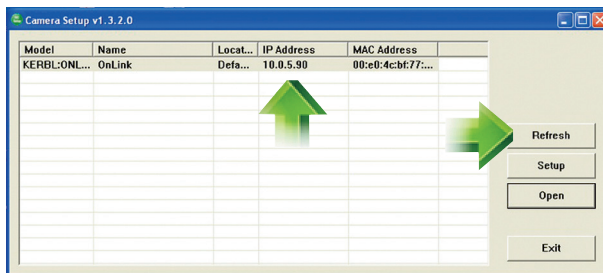 Camera Setup v1.3.2.0
Model Name Locat... IP Address MAC Address
KERBL:ONL... OnLink Defa... 10.0.5.90 00:e0:4c:bf:77:...
Refresh
Setup
Open
Exit